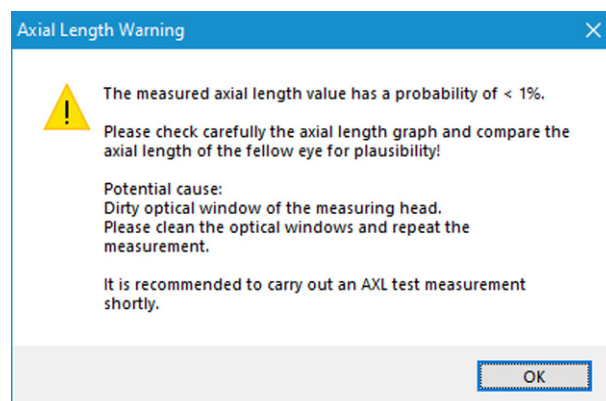 Axial Length Warning
The measured axial length value has a probability of < 1%.
Please check carefully the axial length graph and compare the
axial length of the fellow eye for plausibility!
Potential cause:
Dirty optical window of the measuring head.
Please clean the optical windows and repeat the
measurement.
It is recommended to carry out an AXL test measurement
shortly.
OK